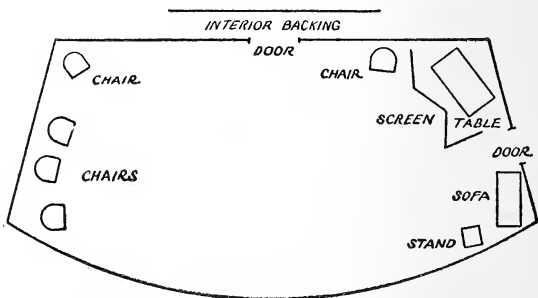 INTERIOR BACKING
DOOR
CHAIR.
CHAIR
SCREEN
TABLE
DOOR.
CHAIRS
SOFA
STAND